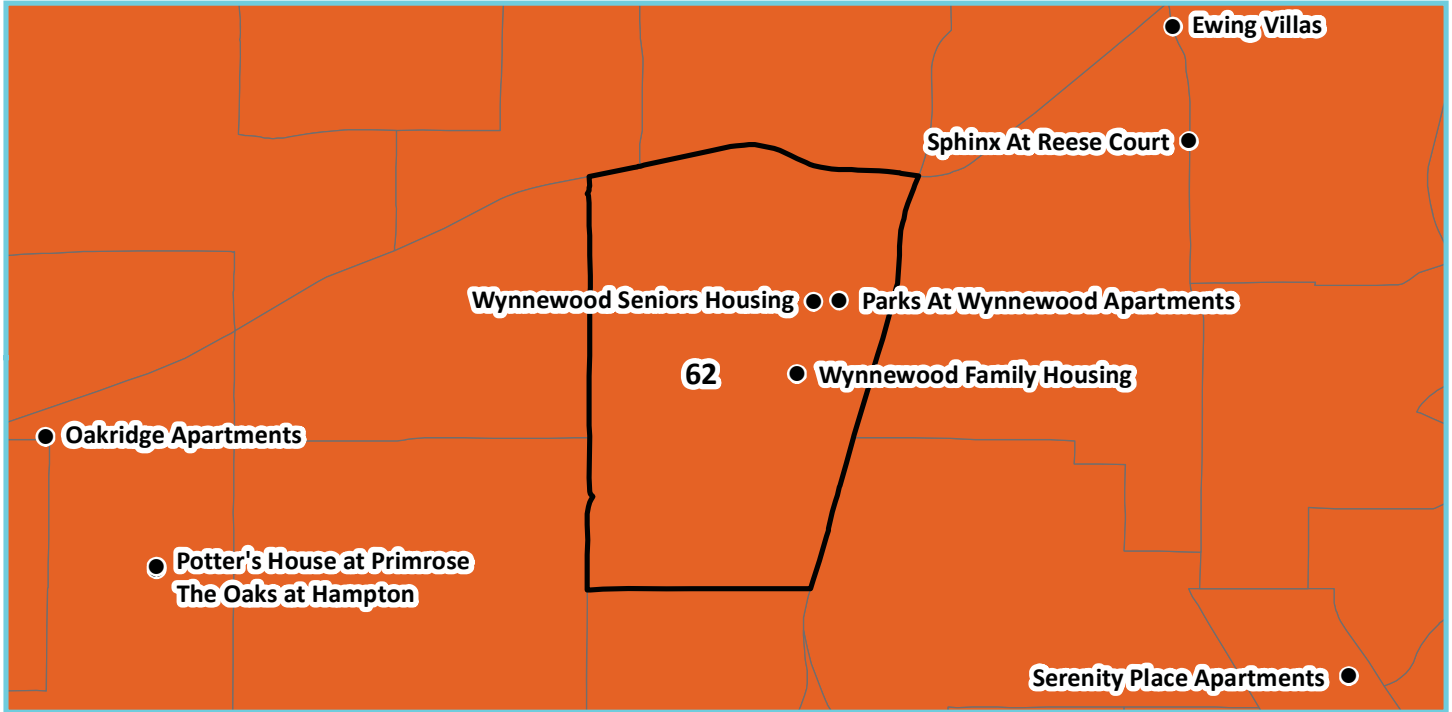 Ewing Villas
Sphinx At Reese Court
Wynnewood Seniors Housing
Parks At Wynnewood Apartments
62
Wynnewood Family Housing
Oakridge Apartments
Potter's House at Primrose
The Oaks at Hampton
Serenity Place Apartments